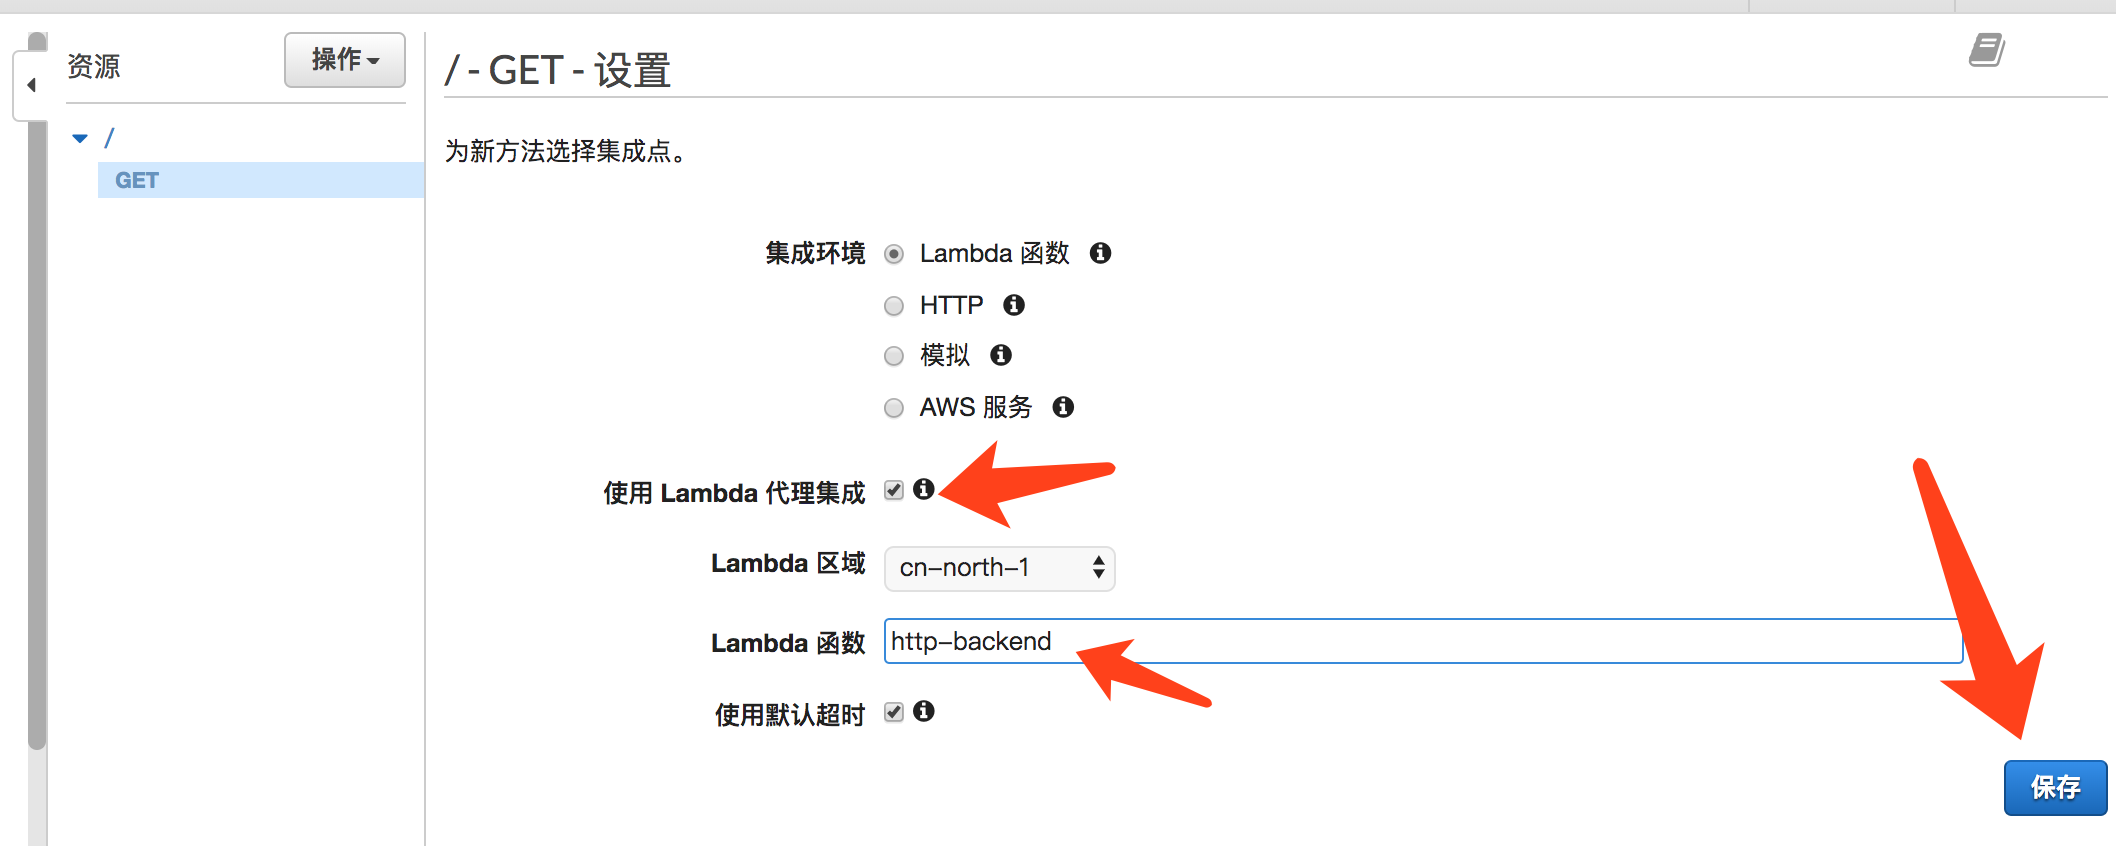 资源
操作
/
GET
/ - GET - 设置
为新方法选择集成点。
集成环境
Lambda 函数
HTTP
模拟
AWS 服务
使用 Lambda 代理集成
Lambda 区域
cn-north-1
Lambda 函数
http-backend
使用默认超时
保存